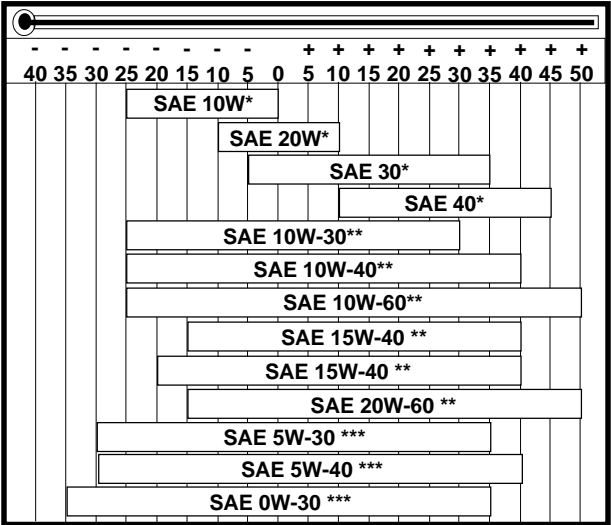 - - - - - - - - + + + + + + + + + +
40 35 30 25 20 15 10 5 0 5 10 15 20 25 30 35 40 45 50
SAE 10W*
SAE 20W*
SAE 30*
SAE 40*
SAE 10W-30**
SAE 10W-40**
SAE 10W-60**
SAE 15W-40 **
SAE 15W-40 **
SAE 20W-60 **
SAE 5W-30 ***
SAE 5W-40 ***
SAE 0W-30 ***